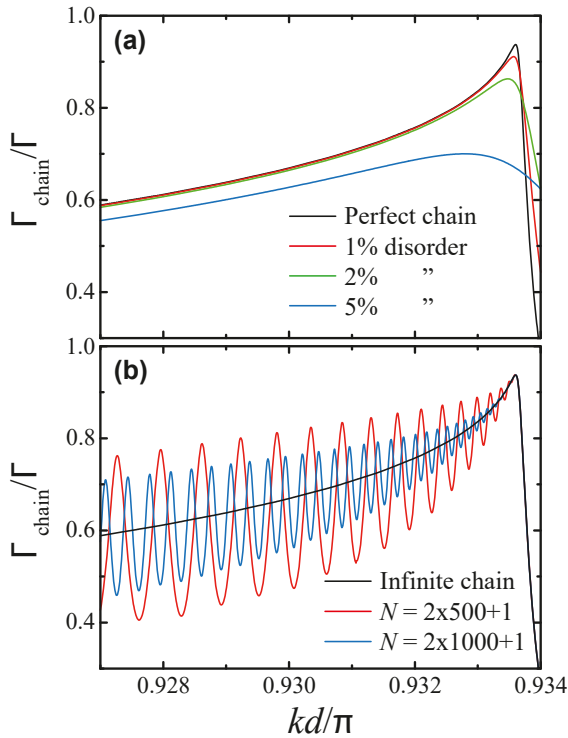 (a)
1.0
0.8
0.6
0.4
Γchain/Γ
Perfect chain
1% disorder
2% ”
5% ”
(b)
1.0
0.8
0.6
0.4
Γchain/Γ
Infinite chain
N = 2x500+1
N = 2x1000+1
0.928 0.930 0.932 0.934
kd/π